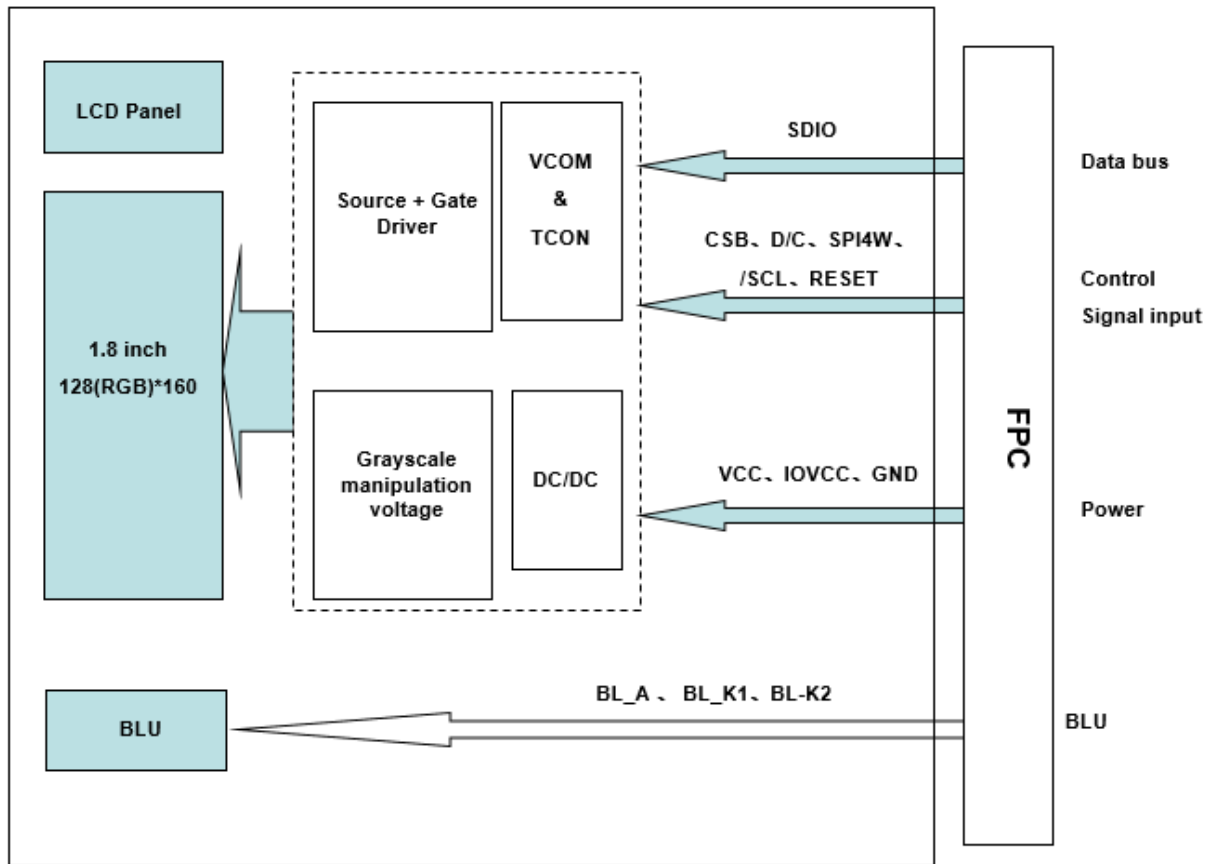 LCD Panel
1.8 inch
128(RGB)*160
Source + Gate
Driver
VCOM
&
TCON
Grayscale
manipulation
voltage
DC/DC
SDIO
CSB、D/C、SPI4W、
/SCL、RESET
VCC、IOVCC、GND
BLU
BL_A 、 BL_K1、BL-K2
FPC
Data bus
Control
Signal input
Power
BLU